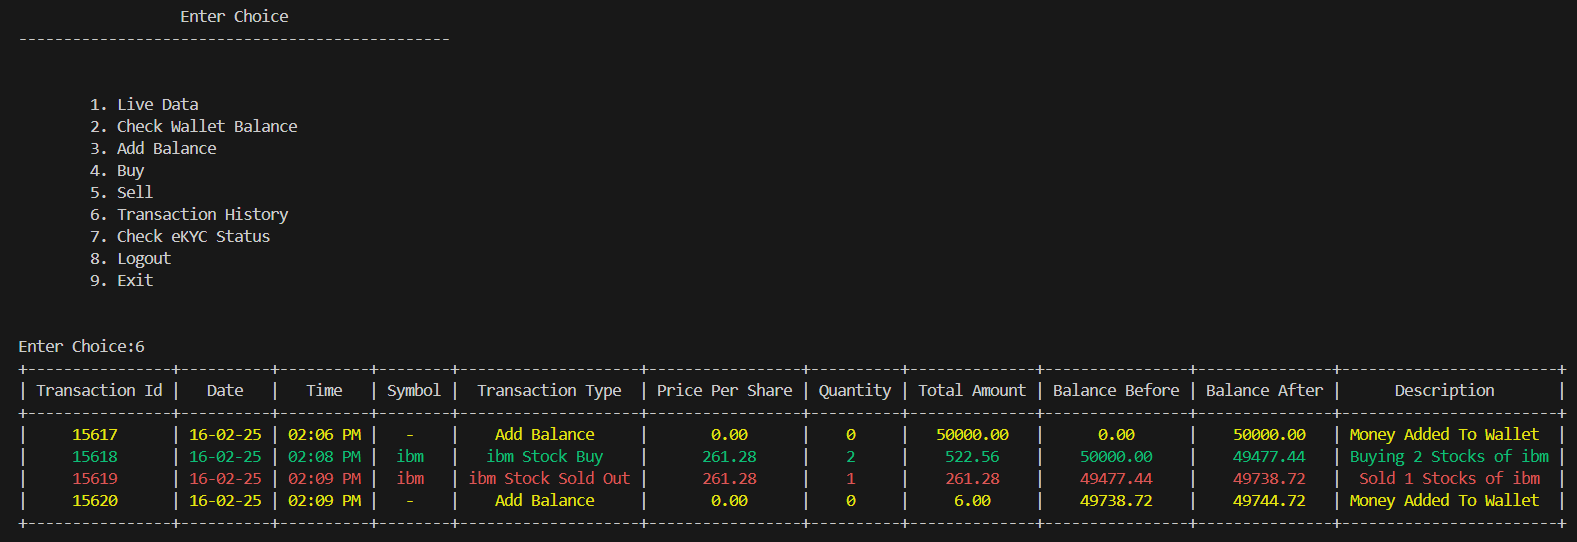 Enter Choice
------------------------------------------------
1. Live Data
2. Check Wallet Balance
3. Add Balance
4. Buy
5. Sell
6. Transaction History
7. Check eKYC Status
8. Logout
9. Exit
Enter Choice:6
+----------------+----------+----------+--------+--------------------+-----------------+----------+--------------+----------------+---------------+------------------------+
| Transaction Id | Date | Time | Symbol | Transaction Type | Price Per Share | Quantity | Total Amount | Balance Before | Balance After | Description |
+----------------+----------+----------+--------+--------------------+-----------------+----------+--------------+----------------+---------------+------------------------+
| 15617 | 16-02-25 | 02:06 PM | - | Add Balance | 0.00 | 0 | 50000.00 | 0.00 | 50000.00 | Money Added To Wallet |
| 15618 | 16-02-25 | 02:08 PM | ibm | ibm Stock Buy | 261.28 | 2 | 522.56 | 50000.00 | 49477.44 | Buying 2 Stocks of ibm |
| 15619 | 16-02-25 | 02:09 PM | ibm | ibm Stock Sold Out | 261.28 | 1 | 261.28 | 49477.44 | 49738.72 | Sold 1 Stocks of ibm |
| 15620 | 16-02-25 | 02:09 PM | - | Add Balance | 0.00 | 0 | 6.00 | 49738.72 | 49744.72 | Money Added To Wallet |
+----------------+----------+----------+--------+--------------------+-----------------+----------+--------------+----------------+---------------+------------------------+